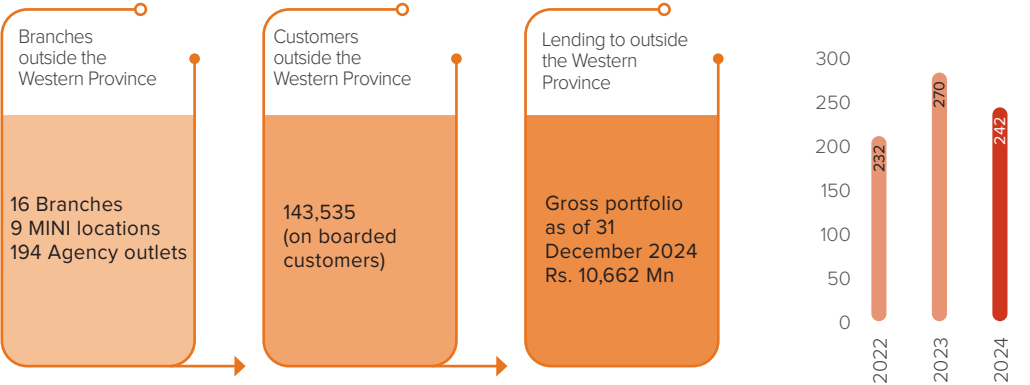 Branches
outside the
Western Province
16 Branches
9 MINI locations
194 Agency outlets
Customers
outside the
Western Province
143,535
(on boarded
customers)
Lending to outside
the Western
Province
Gross portfolio
as of 31
December 2024
Rs. 10,662 Mn
300
250
200
150
100
50
0
232
270
242
2022
2023
2024